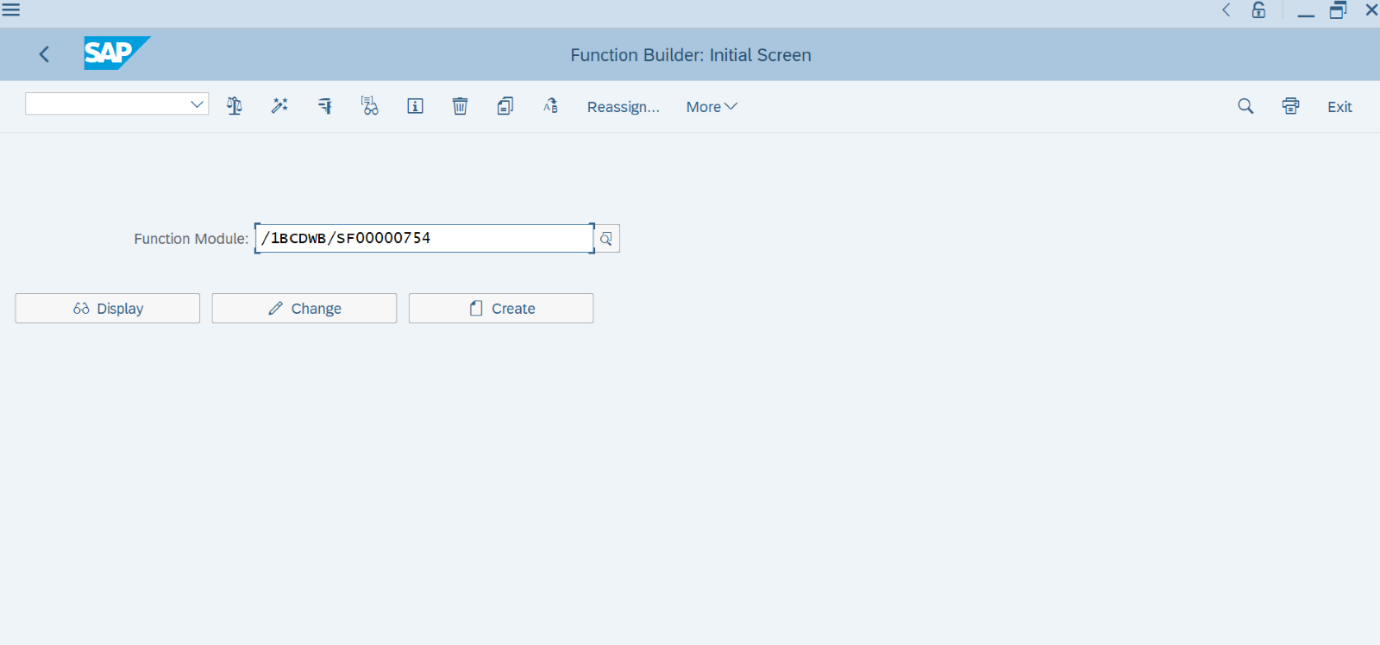 SAP
Function Builder: Initial Screen
Reassign... More Exit
Function Module: /1BCDWB/SF00000754
Display Change Create